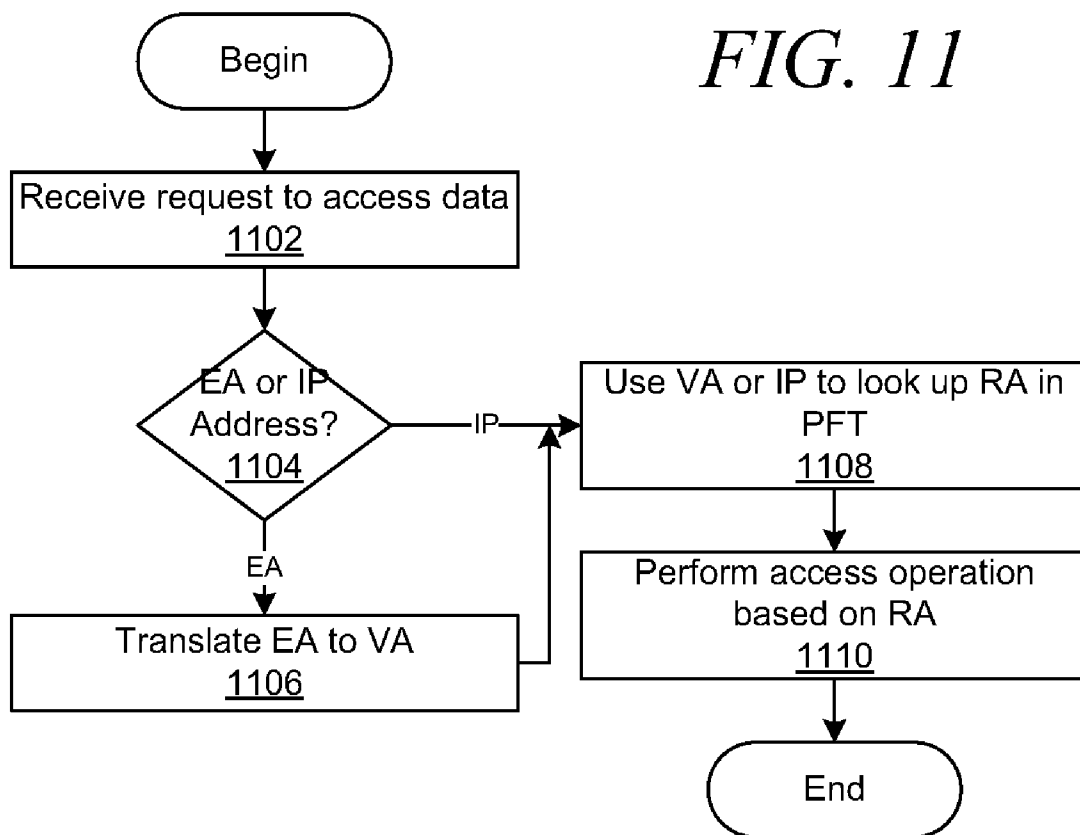 FIG. 11
Begin
Receive request to access data
1102
EA or IP
Address?
1104
IP
EA
Translate EA to VA
1106
Use VA or IP to look up RA in
PFT
1108
Perform access operation
based on RA
1110
End